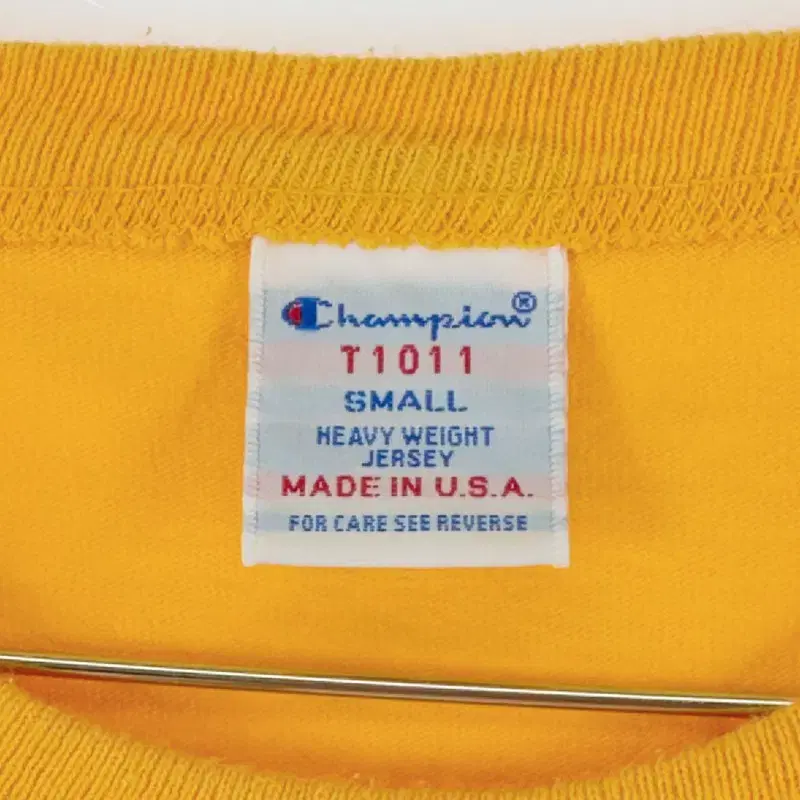 Champion®
T1011
SMALL
HEAVY WEIGHT
JERSEY
MADE IN U.S.A.
FOR CARE SEE REVERSE